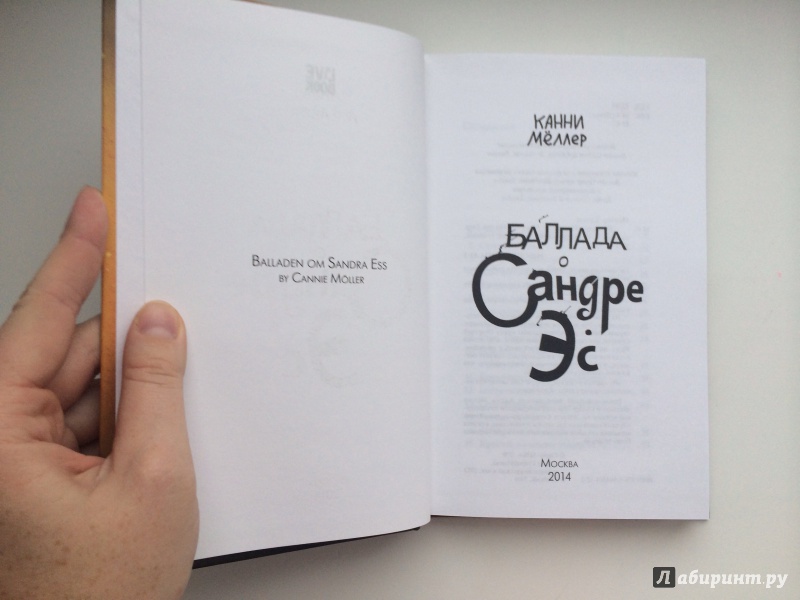 BALLADEN OM SANDRA ESS
BY CANNIE MÖLLER
КАННИ
МЁЛЛЕР
БАЛЛАДА
О
Сандре
Эс
МОСКВА
2014
Лабиринт.ру